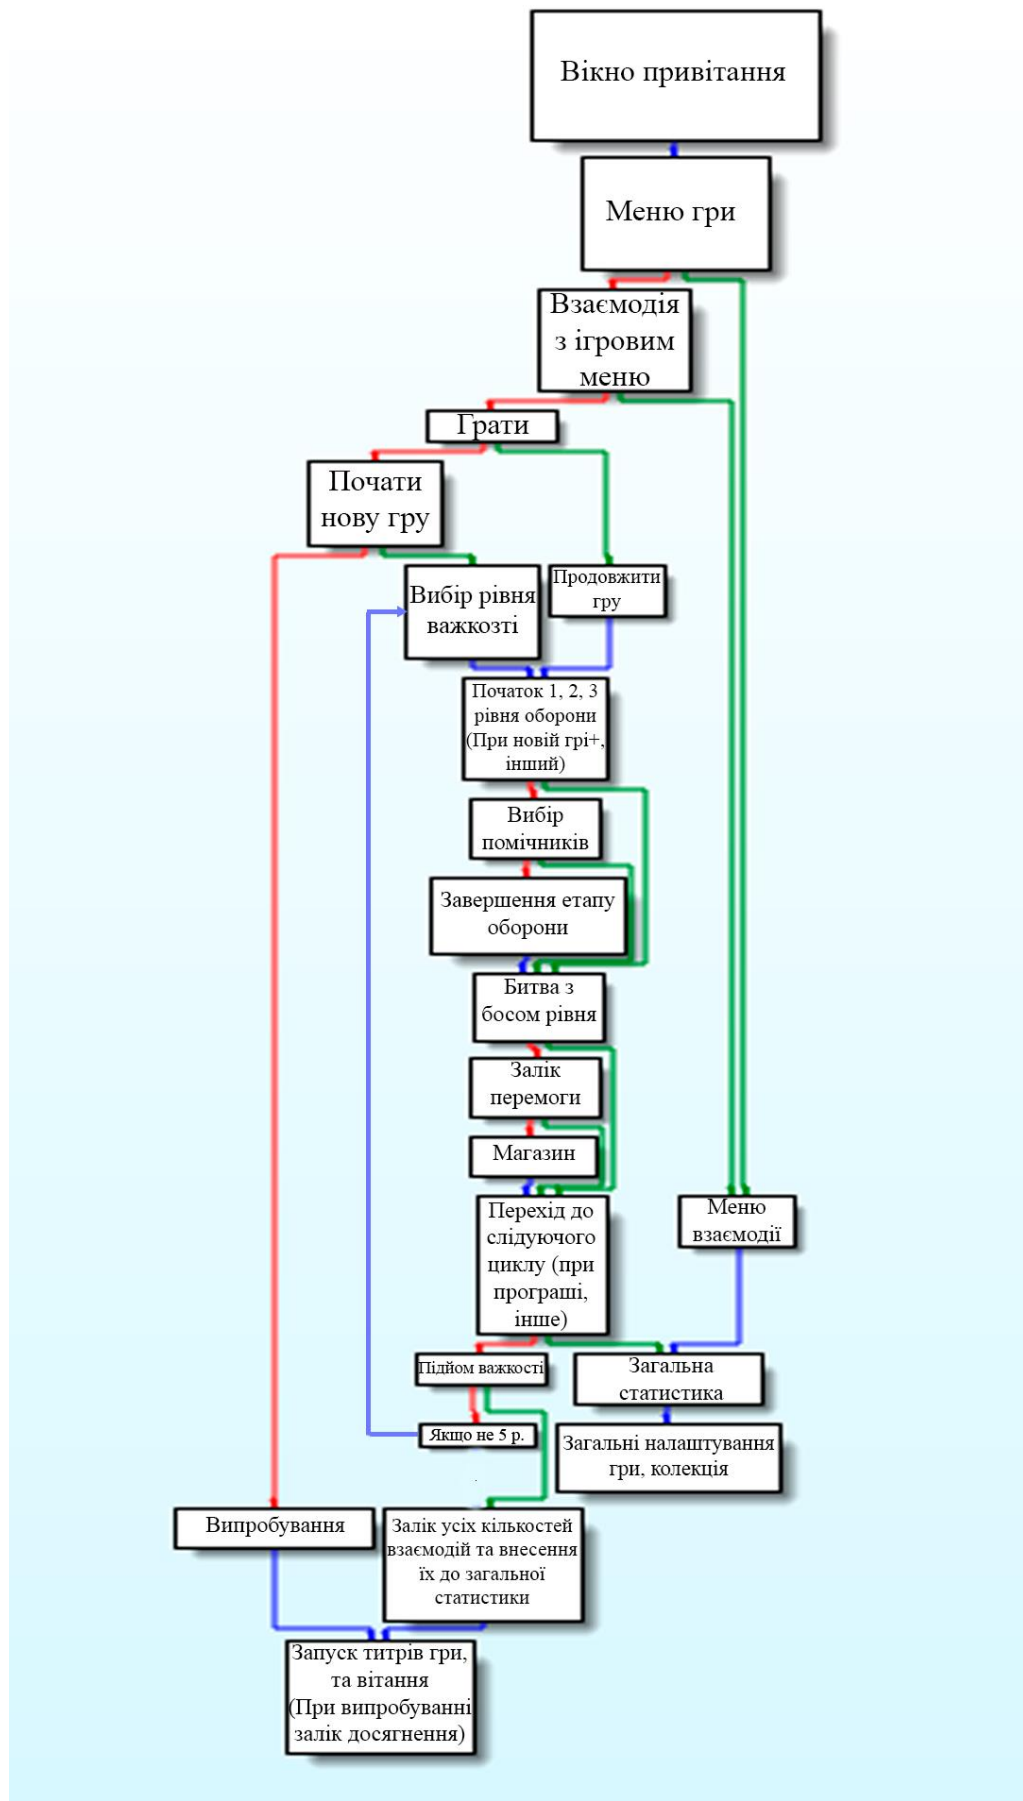 Вікно привітання
Меню гри
Взаємодія
з ігровим
меню
Грати
Почати
нову гру
Вибір рівня
важкозті
Продовжити
гру
Початок 1, 2, 3
рівня оборони
(При новій грі+,
інший)
Вибір
помічників
Завершення етапу
оборони
Битва з
босом рівня
Залік
перемоги
Магазин
Перехід до
слідуючого
циклу (при
програші,
інше)
Меню
взаємодії
Підйом важкості
Загальна
статистика
Якщо не 5 р.
Загальні налаштування
гри, колекція
Випробування
Залік усіх кількостей
взаємодій та внесення
їх до загальної
статистики
Запуск титрів гри,
та вітання
(При випробуванні
залік досягнення)